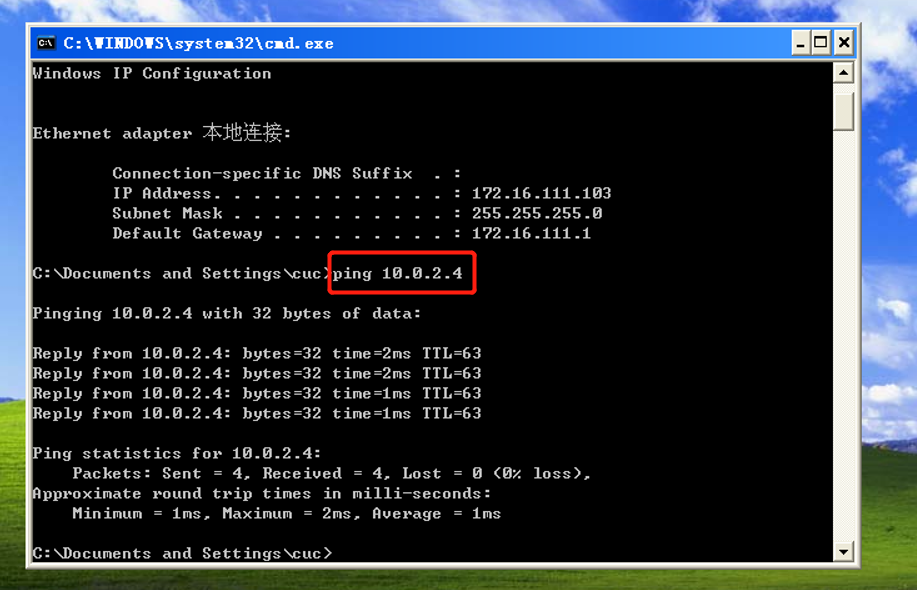 C:\WINDOWS\system32\cmd.exe
Windows IP Configuration
Ethernet adapter 本地连接:
Connection-specific DNS Suffix  . :
IP Address. . . . . . . . . . . . : 172.16.111.103
Subnet Mask . . . . . . . . . . . : 255.255.255.0
Default Gateway . . . . . . . . . : 172.16.111.1
C:\Documents and Settings\cuc>ping 10.0.2.4
Pinging 10.0.2.4 with 32 bytes of data:
Reply from 10.0.2.4: bytes=32 time=2ms TTL=63
Reply from 10.0.2.4: bytes=32 time=2ms TTL=63
Reply from 10.0.2.4: bytes=32 time=1ms TTL=63
Reply from 10.0.2.4: bytes=32 time=1ms TTL=63
Ping statistics for 10.0.2.4:
Packets: Sent = 4, Received = 4, Lost = 0 (0% loss),
Approximate round trip times in milli-seconds:
Minimum = 1ms, Maximum = 2ms, Average = 1ms
C:\Documents and Settings\cuc>